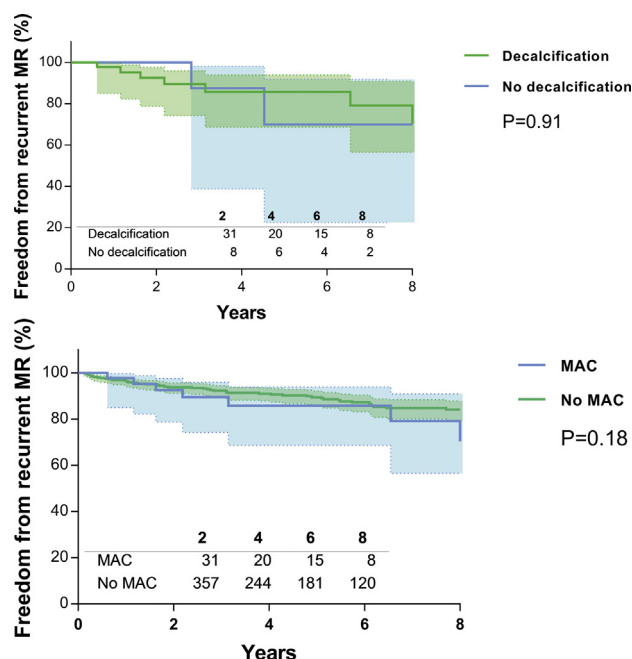 Freedom from recurrent MR (%)
100
80
60
40
20
0
Decalcification
No decalcification
P=0.91
2 4 6 8
Decalcification 31 20 15 8
No decalcification 8 6 4 2
0 2 4 6 8
Years
Freedom from recurrent MR (%)
100
80
60
40
20
0
MAC
No MAC
P=0.18
2 4 6 8
MAC 31 20 15 8
No MAC 357 244 181 120
0 2 4 6 8
Years